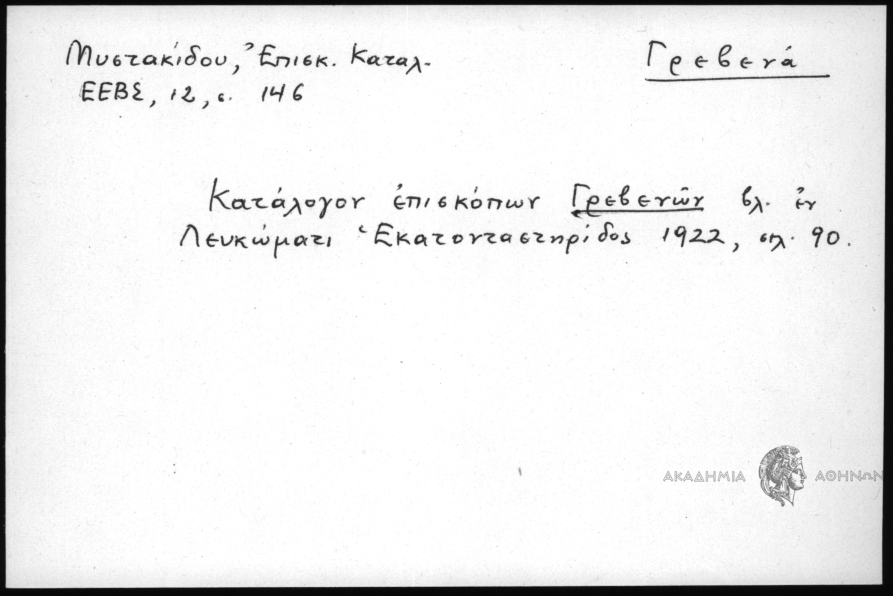 Μυστακίδου, Ἐπισκ. Καταλ.
ΕΕΒΣ, 12, σ. 146
Γρεβενά
Κατάλογον ἐπισκόπων Γρεβενῶν βλ. ἐν
Λευκώματι Ἑκατονταετηρίδος 1922, σελ. 90.
ΑΚΑΔΗΜΙΑ ΑΘΗΝΩΝ